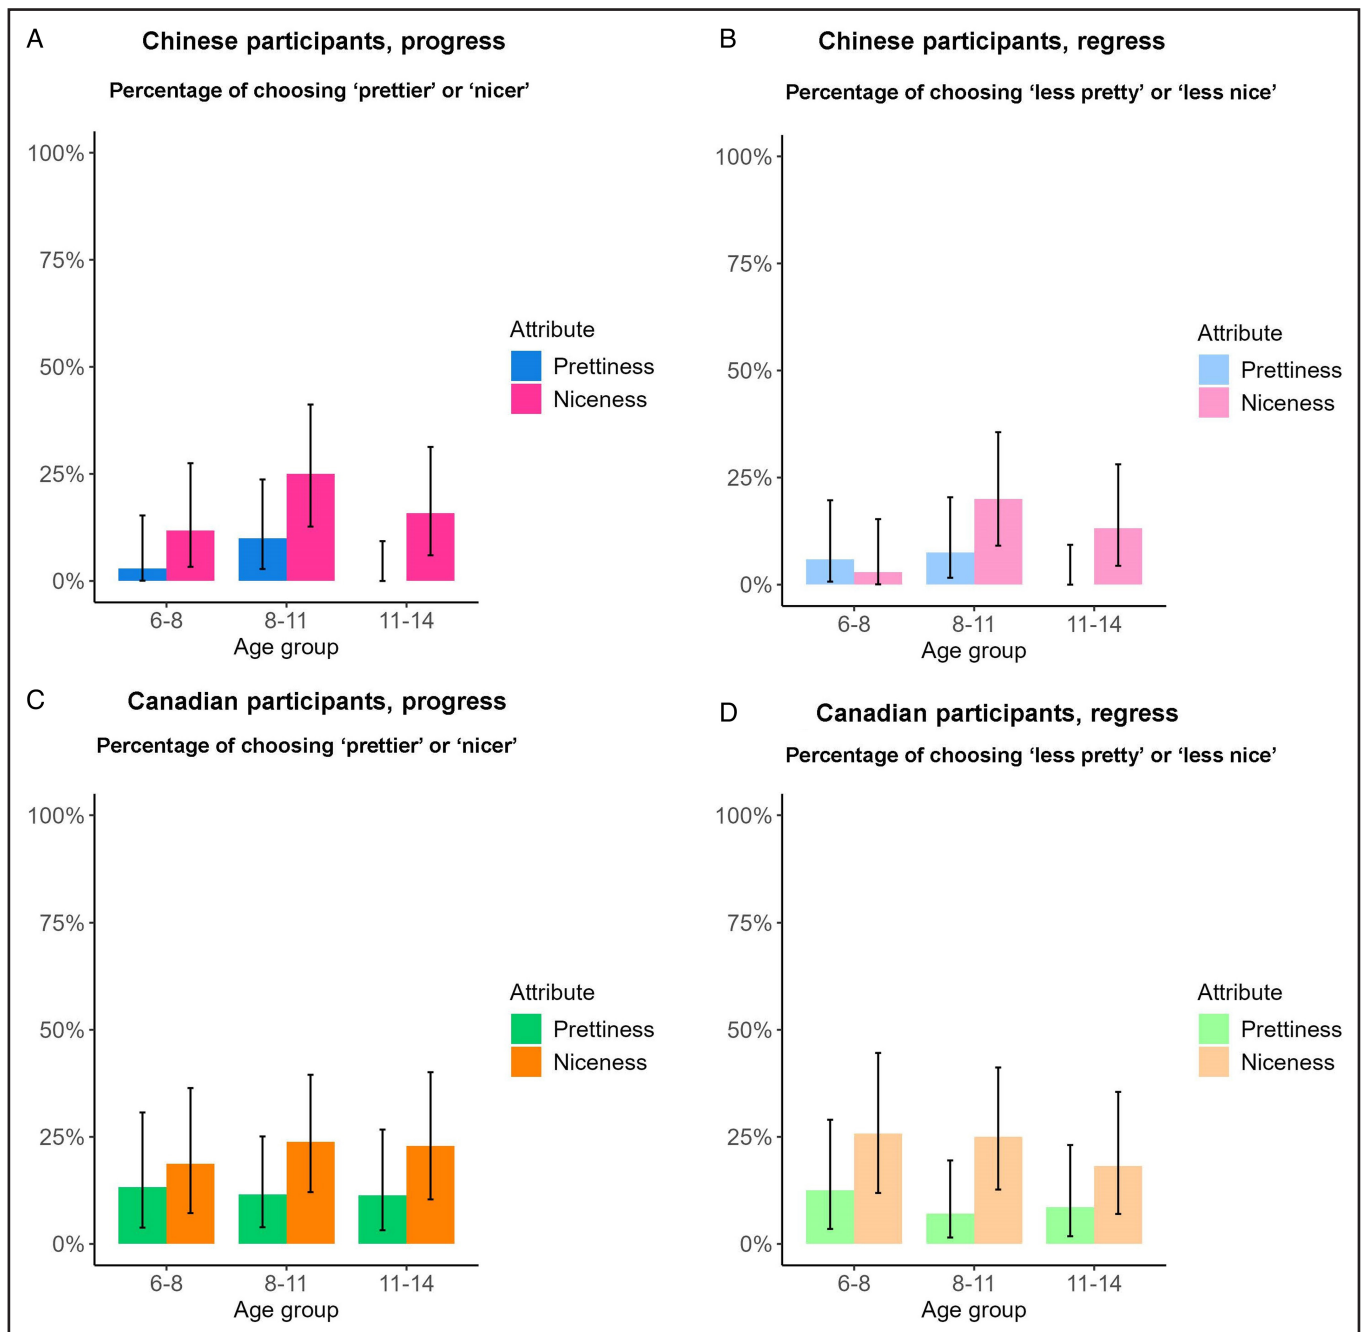 A
Chinese participants, progress
Percentage of choosing ‘prettier’ or ‘nicer’
100%
75%
50%
25%
0%
6-8
8-11
11-14
Age group
Attribute
Prettiness
Niceness
B
Chinese participants, regress
Percentage of choosing ‘less pretty’ or ‘less nice’
100%
75%
50%
25%
0%
6-8
8-11
11-14
Age group
Attribute
Prettiness
Niceness
C
Canadian participants, progress
Percentage of choosing ‘prettier’ or ‘nicer’
100%
75%
50%
25%
0%
6-8
8-11
11-14
Age group
Attribute
Prettiness
Niceness
D
Canadian participants, regress
Percentage of choosing ‘less pretty’ or ‘less nice’
100%
75%
50%
25%
0%
6-8
8-11
11-14
Age group
Attribute
Prettiness
Niceness